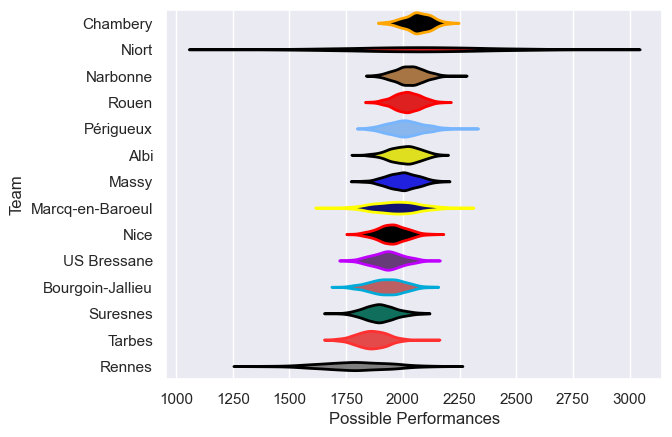 Chambery
Niort
Narbonne
Rouen
Périgueux
Albi
Massy
Marcq-en-Baroeul
Nice
US Bressane
Bourgoin-Jallieu
Suresnes
Tarbes
Rennes
Team
1000 1250 1500 1750 2000 2250 2500 2750 3000
Possible Performances